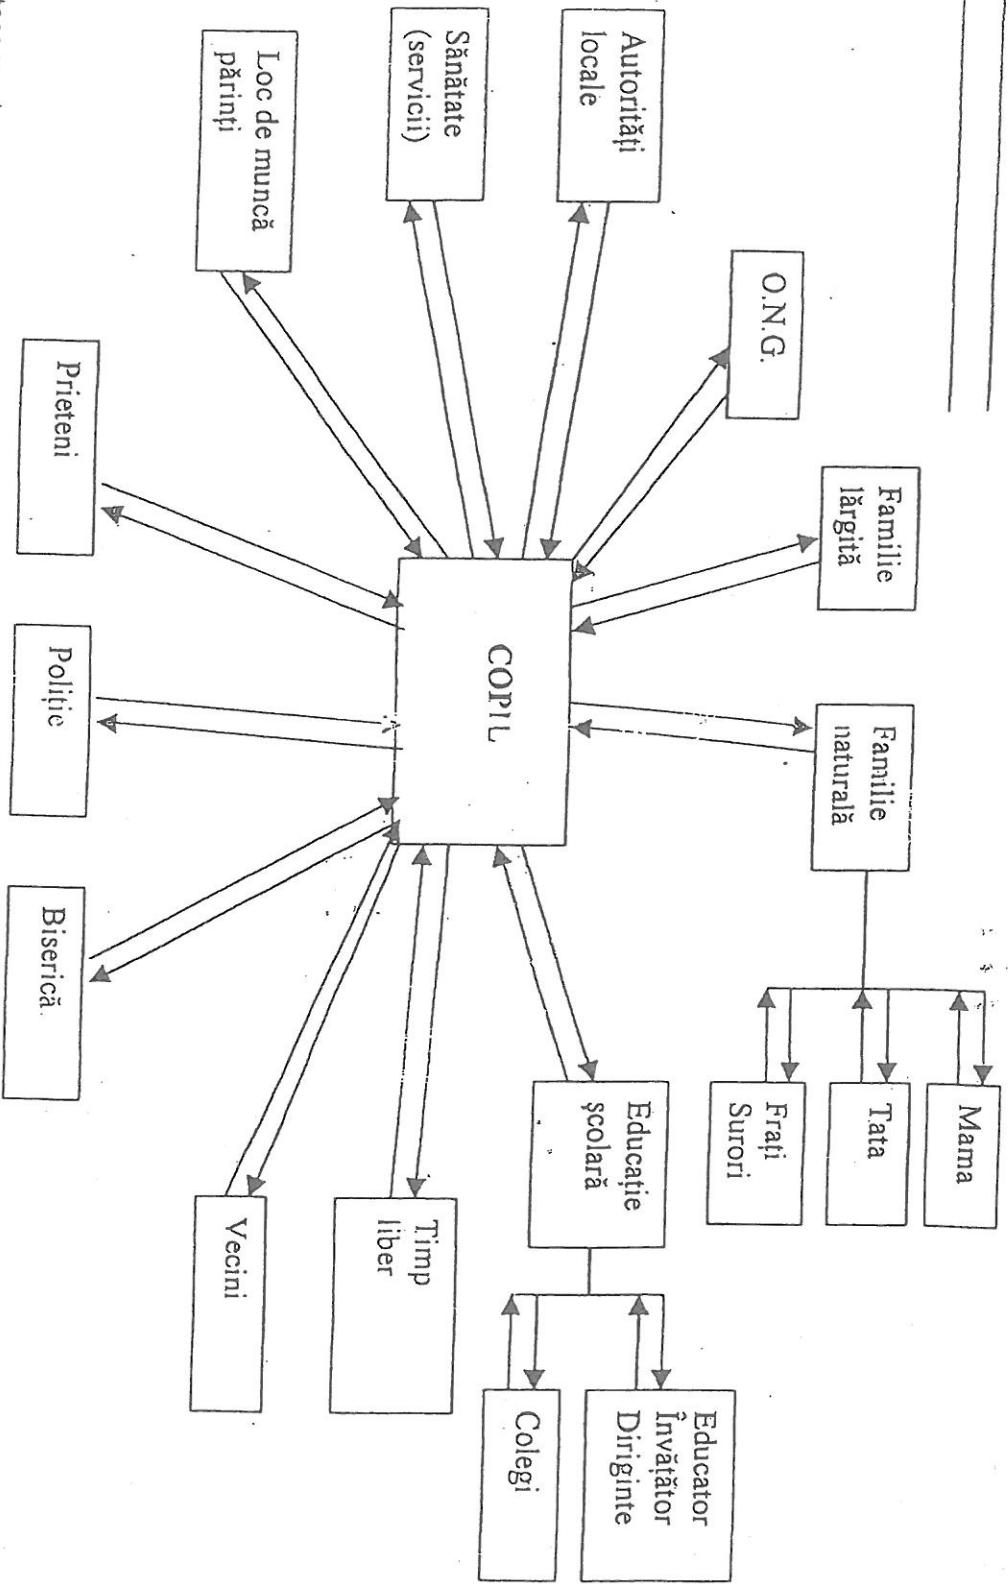 Familie
lărgită
Familie
naturală
Mama
Tata
Frați
Surori
O.N.G.
Autorități
locale
Sănătate
(servicii)
Loc de muncă
părinți
COPIL
Educație
școlară
Educator
Învățător
Diriginte
Colegi
Timp
liber
Vecini
Prieteni
Poliție
Biserică